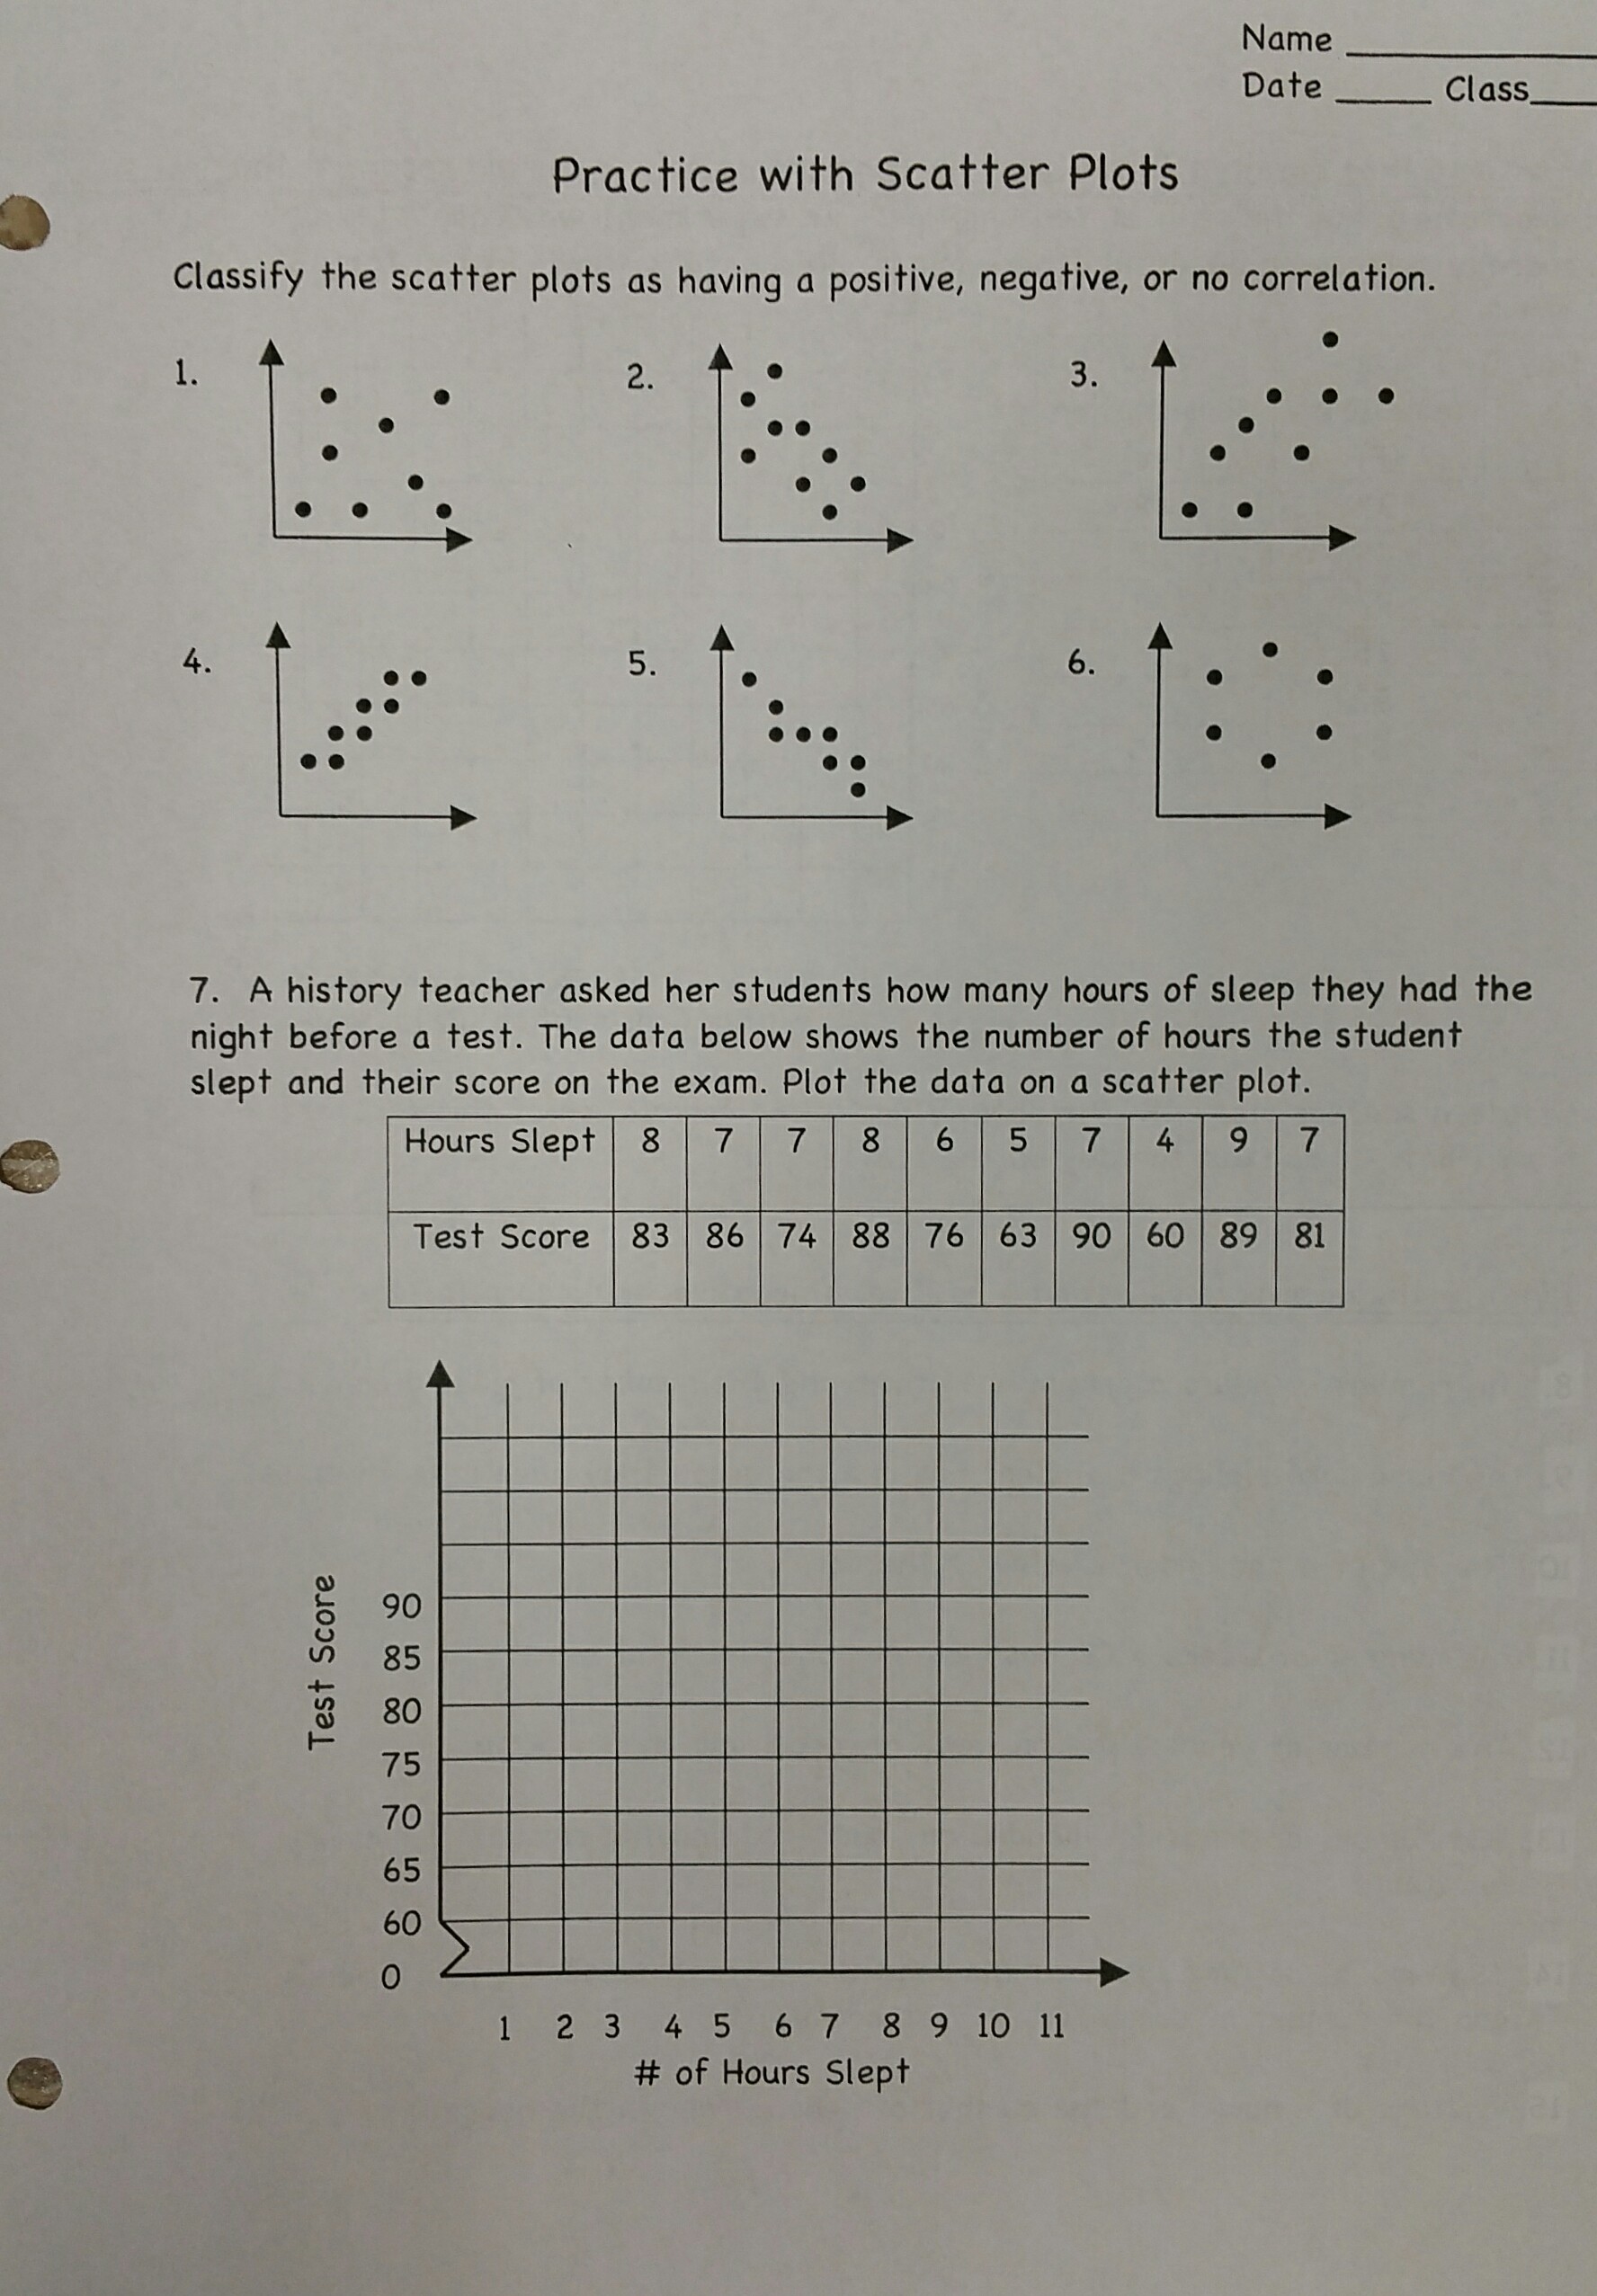 Name
Date Class
Practice with Scatter Plots
Classify the scatter plots as having a positive, negative, or no correlation.
1. 2. 3.
4. 5. 6.
7. A history teacher asked her students how many hours of sleep they had the
night before a test. The data below shows the number of hours the student
slept and their score on the exam. Plot the data on a scatter plot.
Hours Slept 8 7 7 8 6 5 7 4 9 7
Test Score 83 86 74 88 76 63 90 60 89 81
Test Score
90
85
80
75
70
65
60
0
1 2 3 4 5 6 7 8 9 10 11
# of Hours Slept